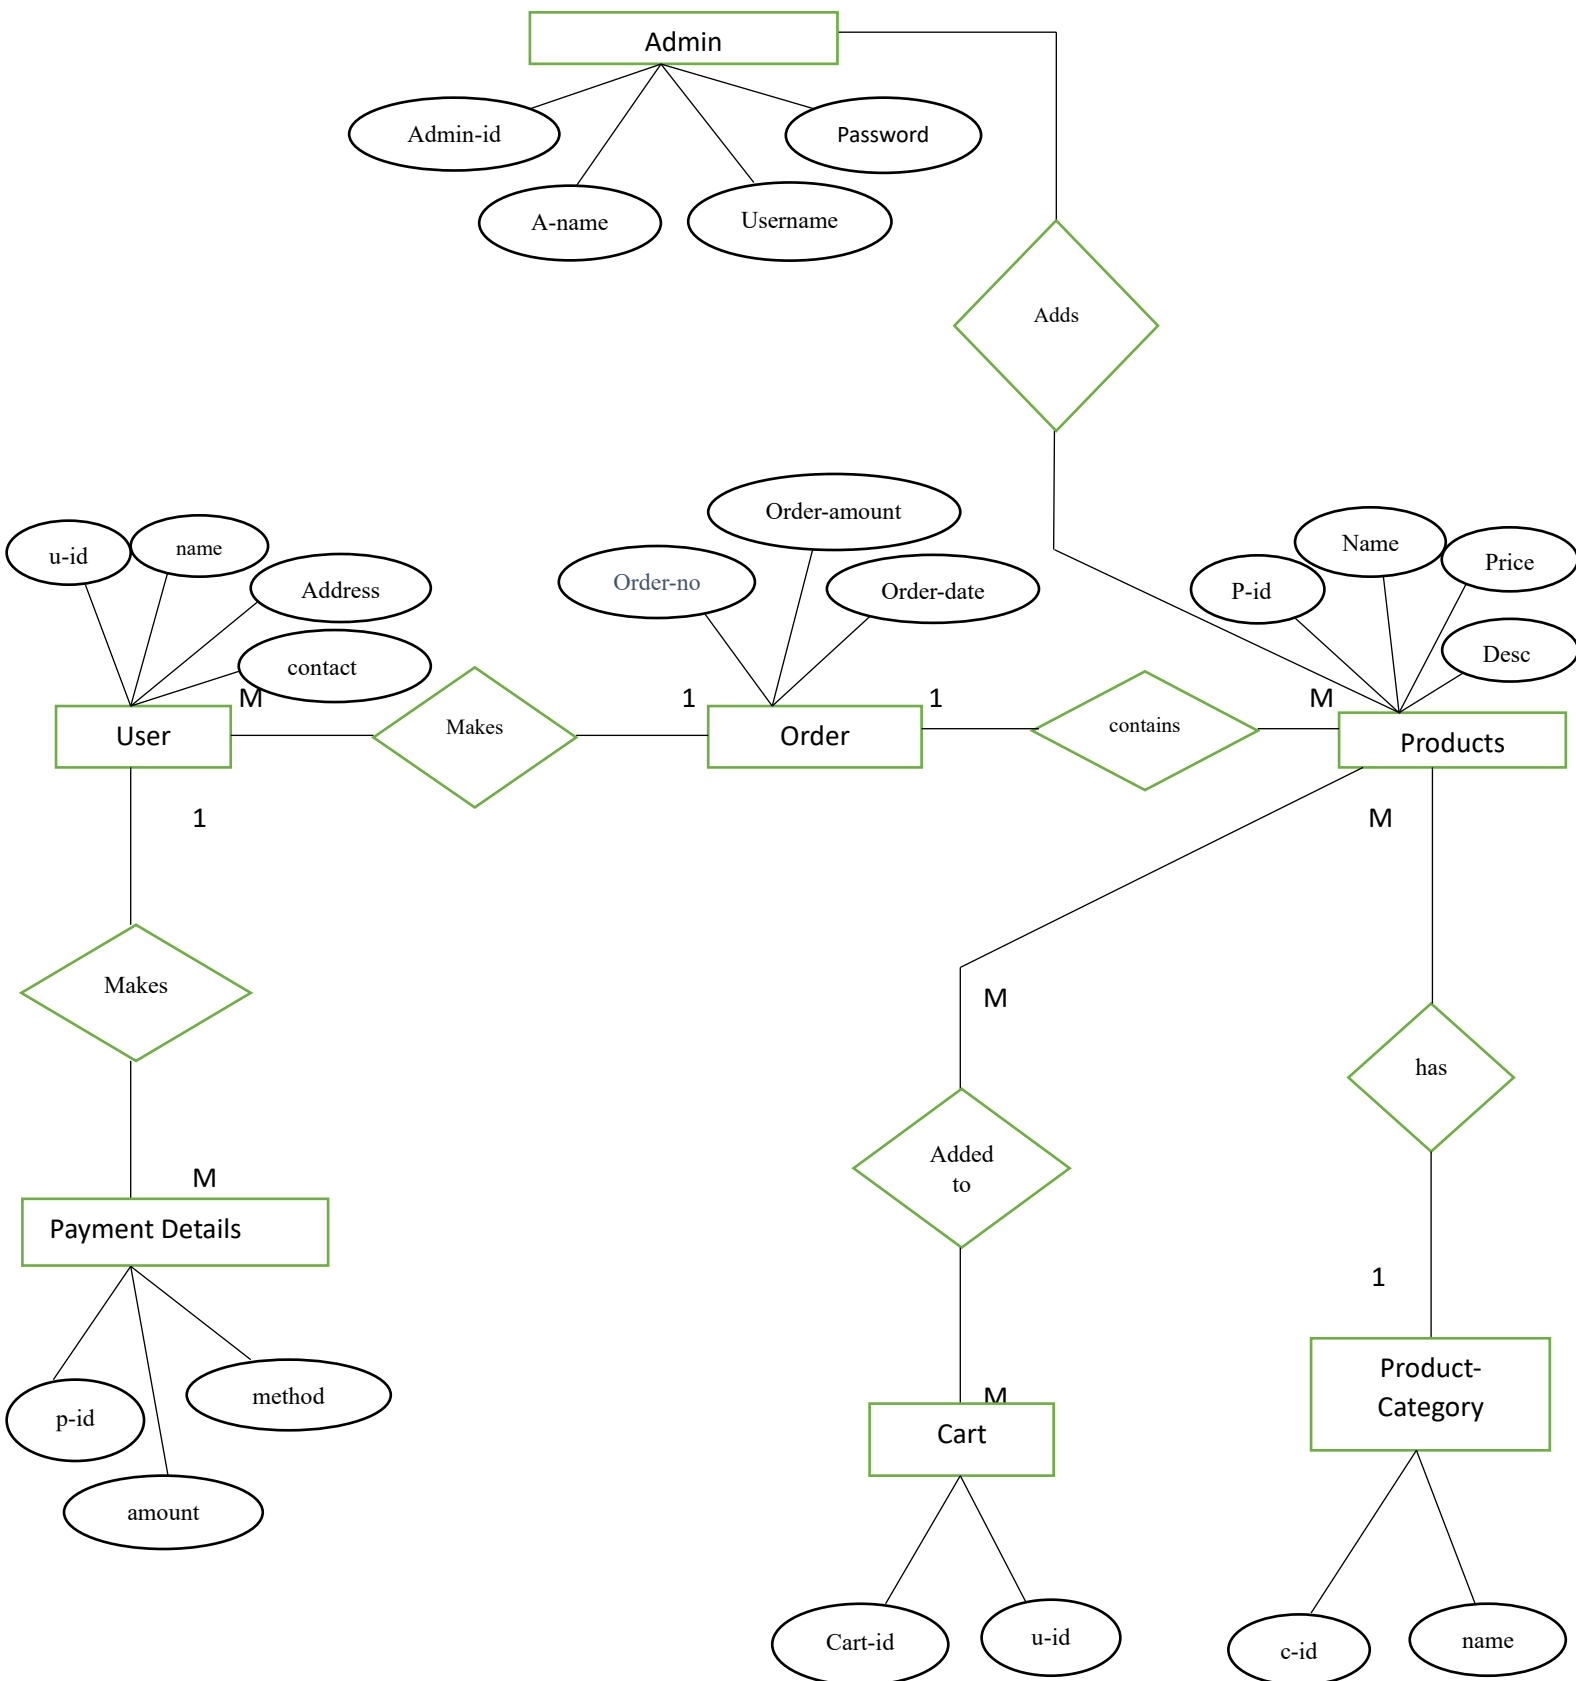 Admin
Admin-id
Password
A-name
Username
Adds
Order-amount
u-id
name
Name
Price
Order-no
Order-date
P-id
Address
contact
Desc
M
Makes
1
1
contains
M
User
Order
Products
1
M
Makes
M
has
Added
to
M
Payment Details
1
Product-
Category
method
M
p-id
Cart
amount
Cart-id
u-id
c-id
name